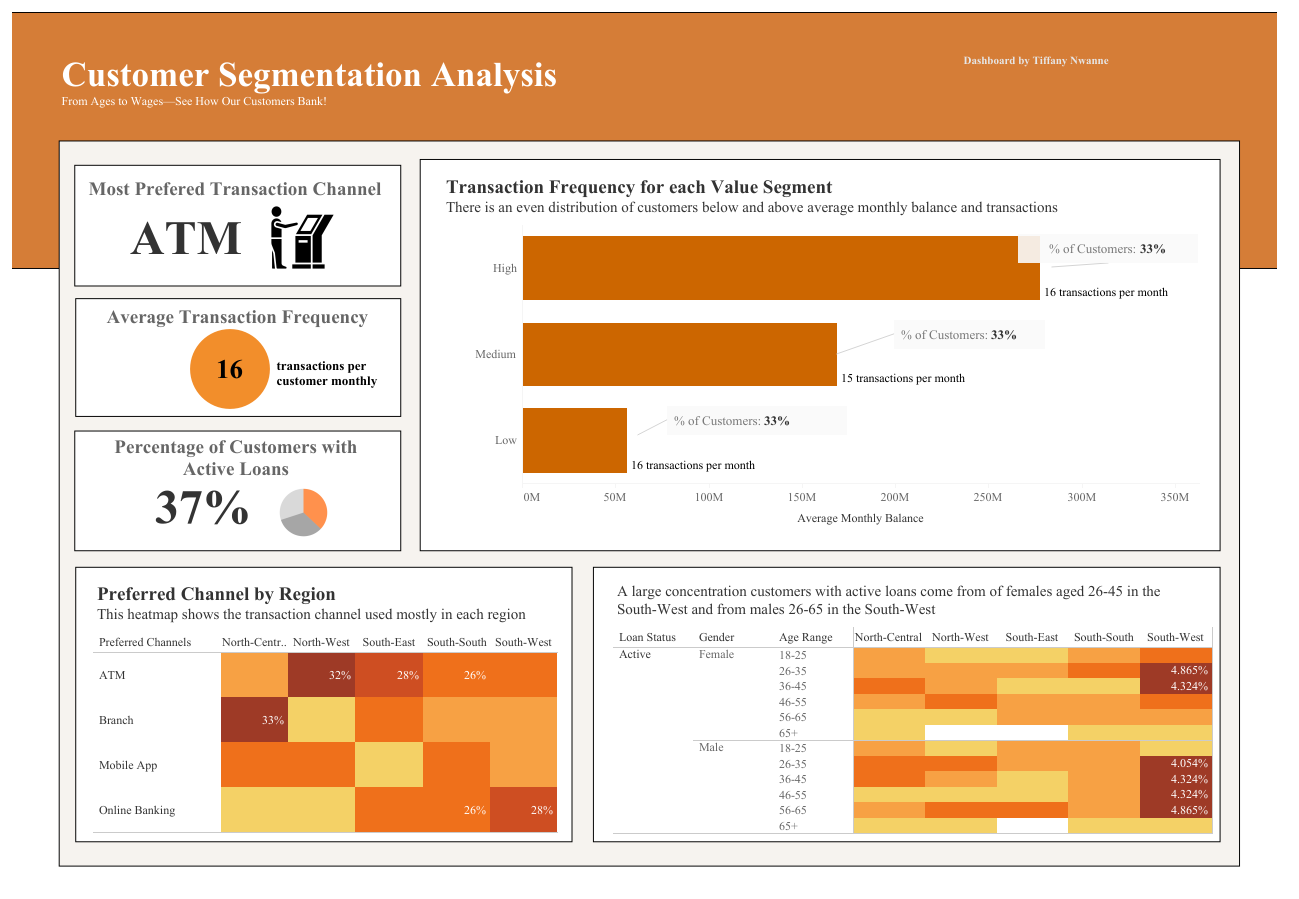 Customer Segmentation Analysis
From Ages to Wages—See How Our Customers Bank!
Dashboard by Tiffany Nwanne
Most Prefered Transaction Channel
ATM
Average Transaction Frequency
16
transactions per
customer monthly
Percentage of Customers with
Active Loans
37%
Transaction Frequency for each Value Segment
There is an even distribution of customers below and above average monthly balance and transactions
High
% of Customers: 33%
16 transactions per month
Medium
% of Customers: 33%
15 transactions per month
Low
% of Customers: 33%
16 transactions per month
0M 50M 100M 150M 200M 250M 300M 350M
Average Monthly Balance
Preferred Channel by Region
This heatmap shows the transaction channel used mostly in each region
Preferred Channels North-Centr.. North-West South-East South-South South-West
ATM 32% 28% 26%
Branch 33%
Mobile App
Online Banking 26% 28%
A large concentration customers with active loans come from of females aged 26-45 in the
South-West and from males 26-65 in the South-West
Loan Status Gender Age Range North-Central North-West South-East South-South South-West
Active Female 18-25
26-35 4.865%
36-45 4.324%
46-55
56-65
65+
Male 18-25
26-35 4.054%
36-45 4.324%
46-55 4.324%
56-65 4.865%
65+